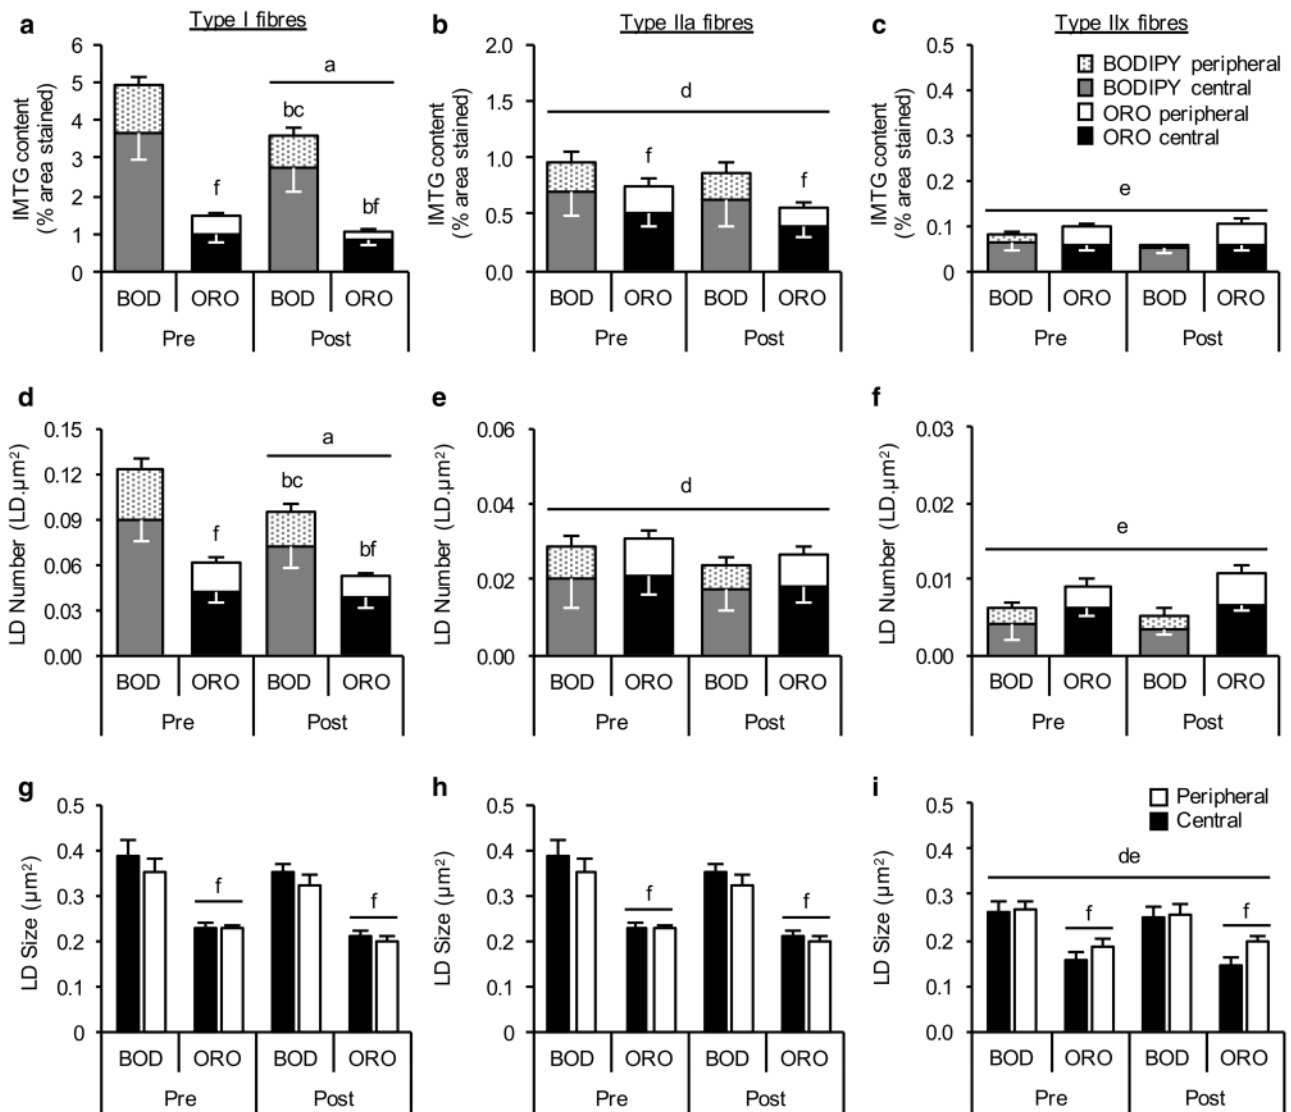 a
Type I fibres
b
Type IIa fibres
c
Type IIx fibres
IMTG content
(% area stained)
6
5
4
3
2
1
0
a
bc
f
bf
BOD
ORO
BOD
ORO
Pre
Post
IMTG content
(% area stained)
2.0
1.5
1.0
0.5
0.0
d
f
f
BOD
ORO
BOD
ORO
Pre
Post
IMTG content
(% area stained)
0.5
0.4
0.3
0.2
0.1
0
BODIPY peripheral
BODIPY central
ORO peripheral
ORO central
e
BOD
ORO
BOD
ORO
Pre
Post
d
LD Number (LD.µm²)
0.15
0.12
0.09
0.06
0.03
0.00
a
bc
f
bf
BOD
ORO
BOD
ORO
Pre
Post
e
LD Number (LD.µm²)
0.06
0.04
0.02
0.00
d
BOD
ORO
BOD
ORO
Pre
Post
f
LD Number (LD.µm²)
0.03
0.02
0.01
0.00
e
BOD
ORO
BOD
ORO
Pre
Post
g
LD Size (µm²)
0.5
0.4
0.3
0.2
0.1
0
f
f
BOD
ORO
BOD
ORO
Pre
Post
h
LD Size (µm²)
0.5
0.4
0.3
0.2
0.1
0
f
f
BOD
ORO
BOD
ORO
Pre
Post
i
LD Size (µm²)
0.5
0.4
0.3
0.2
0.1
0.0
Peripheral
Central
de
f
f
BOD
ORO
BOD
ORO
Pre
Post